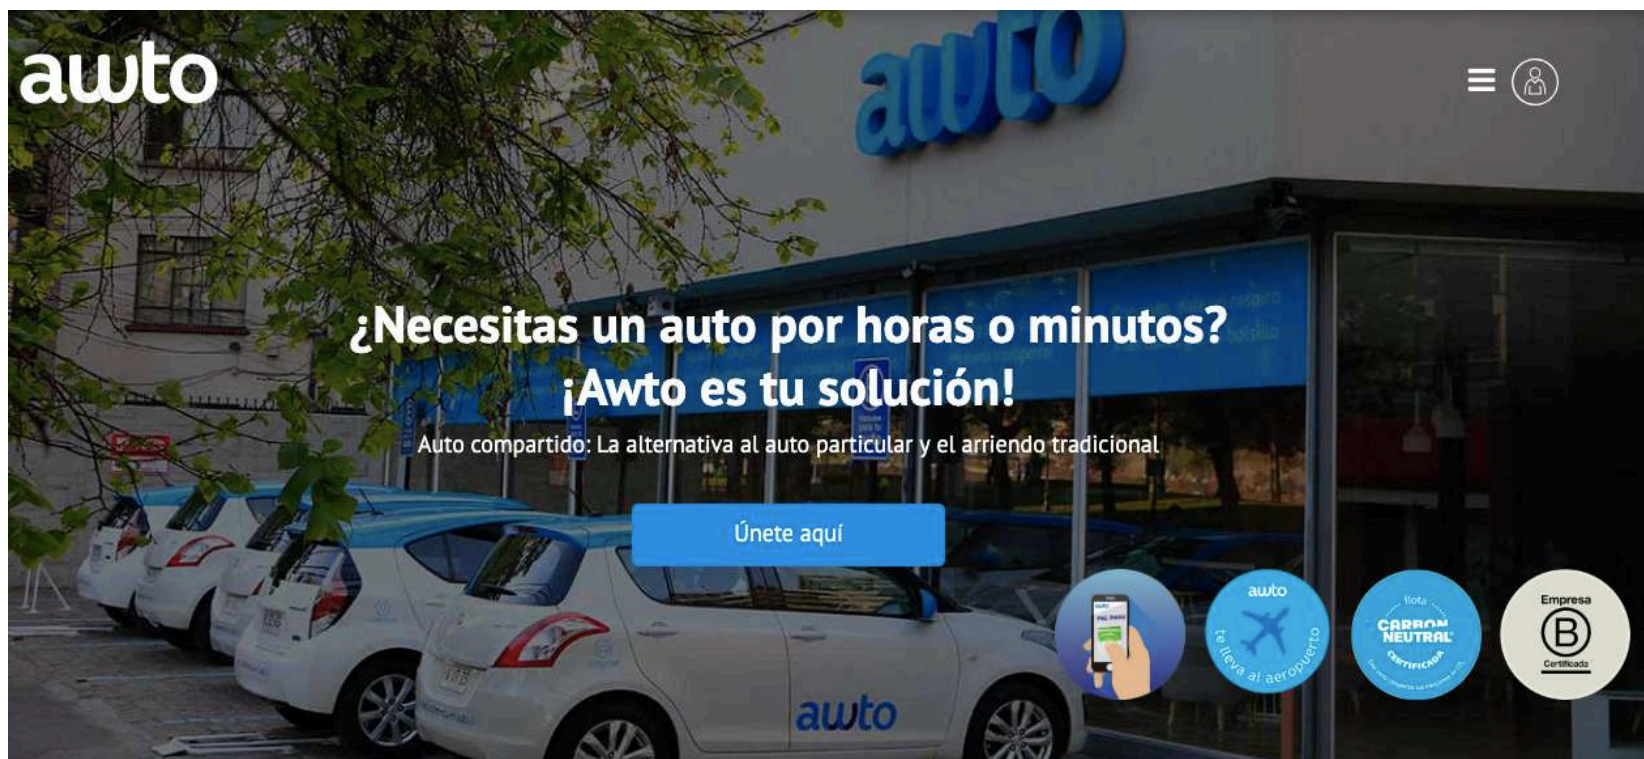 awto
awto
¿Necesitas un auto por horas o minutos?
¡Awto es tu solución!
Auto compartido: La alternativa al auto particular y el arriendo tradicional
Únete aquí
awto
te lleva al aeropuerto
flota
CARBON
NEUTRAL
CERTIFICADA
Empresa
B
Certificada
awto